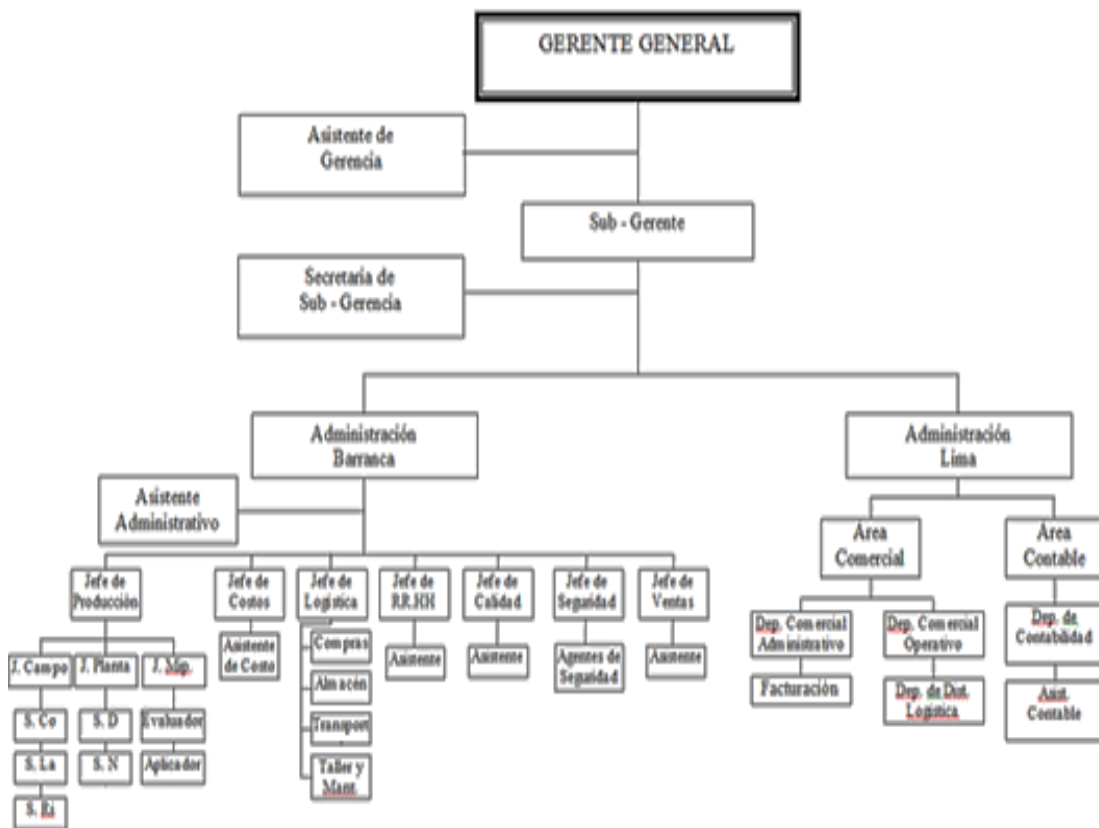 GERENTE GENERAL
Asistente de
Gerencia
Sub - Gerente
Secretaría de
Sub - Gerencia
Administración
Barranca
Administración
Lima
Asistente
Administrativo
Area
Comercial
Area
Contable
Jefe de
Producción
Jefe de
Costos
Jefe de
Logística
Jefe de
RR.HH
Jefe de
Calidad
Jefe de
Seguridad
Jefe de
Ventas
J. Campo
J. Planta
J. Mip.
Asistente
de Costo
Compras
Almacén
Transport
Taller y
Mant.
Asistente
Asistente
Agentes de
Seguridad
Asistente
Dep. Comercial
Administrativo
Dep. Comercial
Operativo
Dep. de
Contabilidad
Facturación
Dep. de Dist.
Logística
Asist.
Contable
S. Co
S. D
Evaluador
S. La
S. N
Aplicador
S. Ri